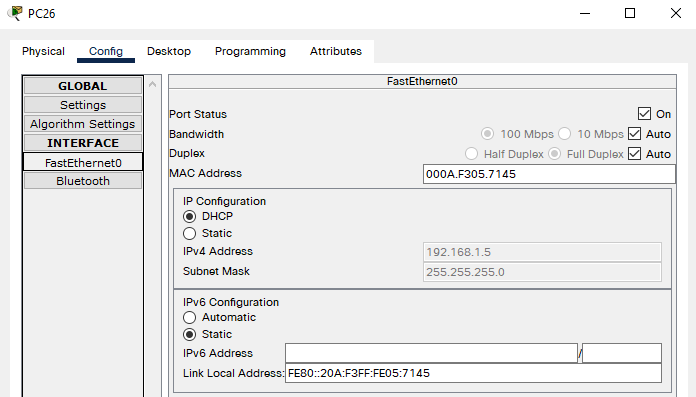 PC26
Physical Config Desktop Programming Attributes
GLOBAL
Settings
Algorithm Settings
INTERFACE
FastEthernet0
Bluetooth
FastEthernet0
Port Status On
Bandwidth 100 Mbps 10 Mbps Auto
Duplex Half Duplex Full Duplex Auto
MAC Address 000A.F305.7145
IP Configuration
DHCP
Static
IPv4 Address 192.168.1.5
Subnet Mask 255.255.255.0
IPv6 Configuration
Automatic
Static
IPv6 Address /
Link Local Address: FE80::20A:F3FF:FE05:7145